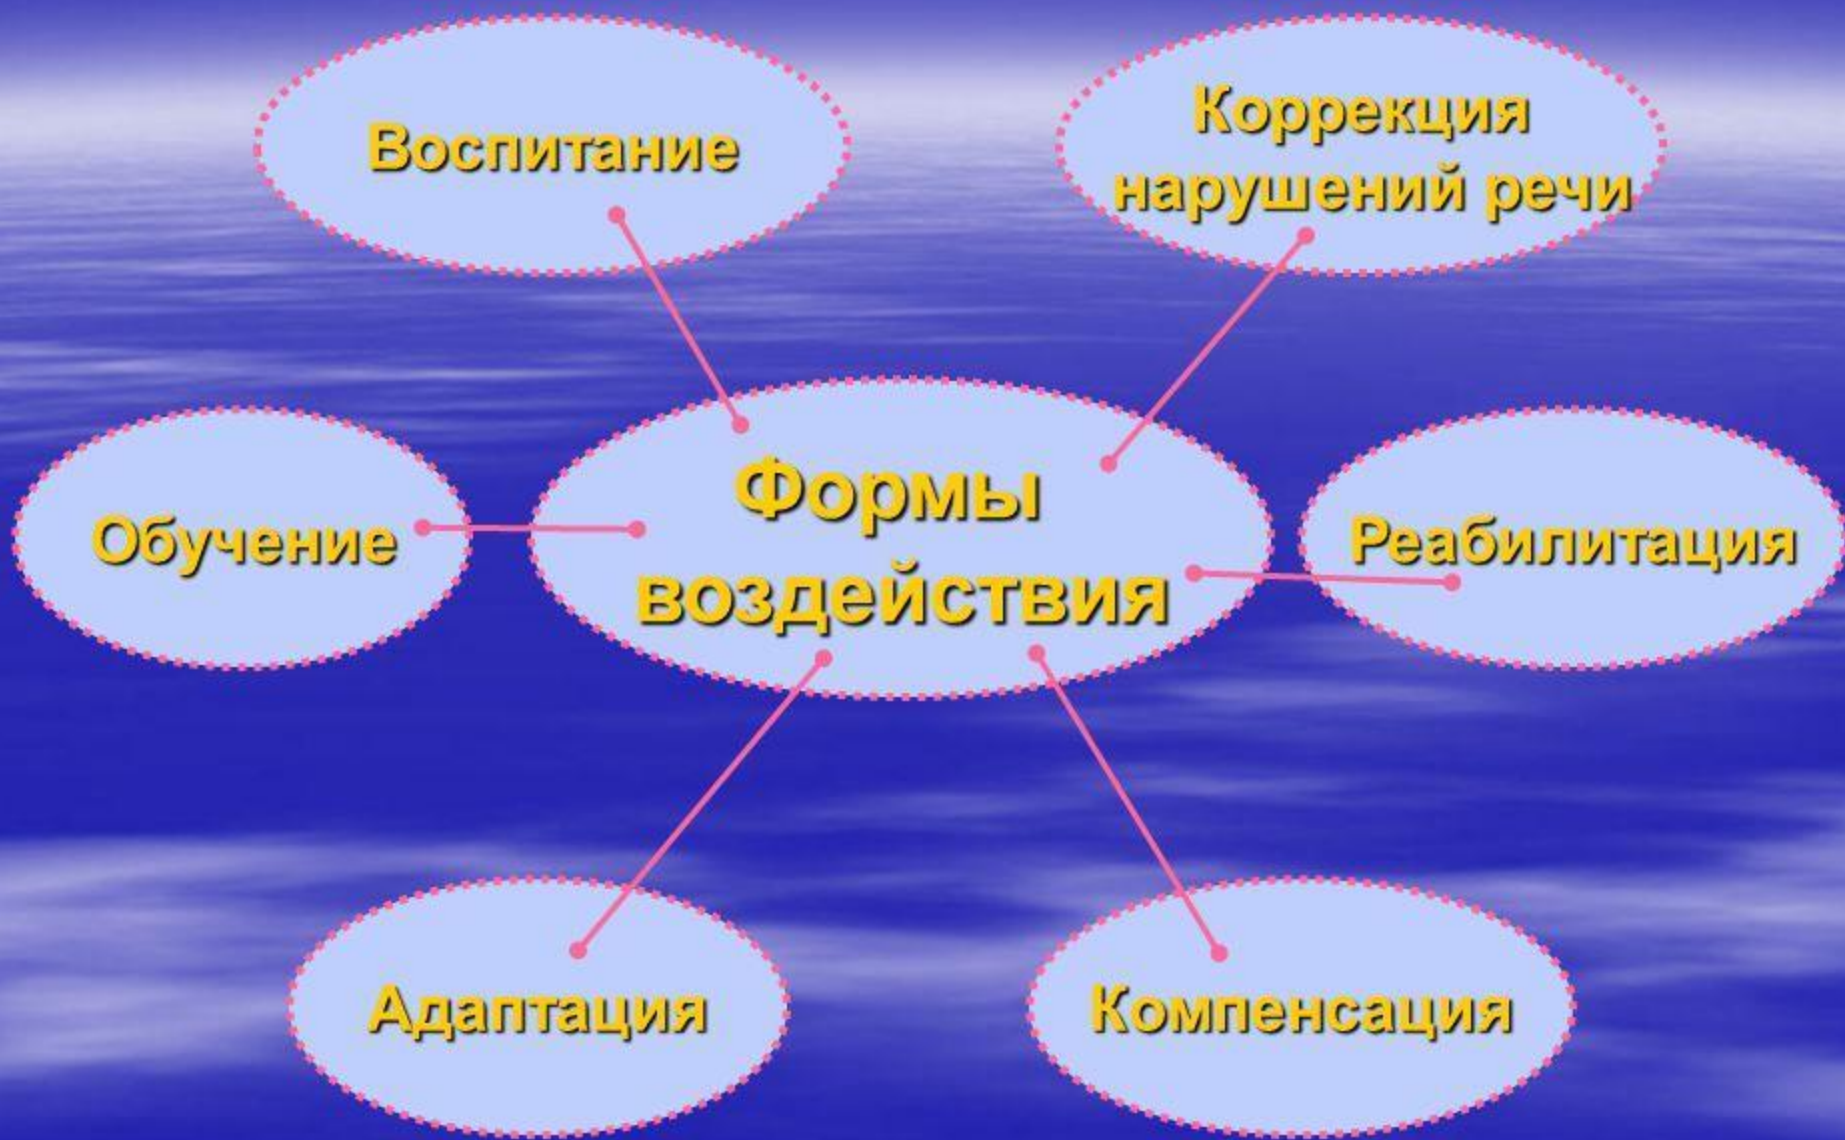 Воспитание
Коррекция
нарушений речи
Обучение
Формы
воздействия
Реабилитация
Адаптация
Компенсация